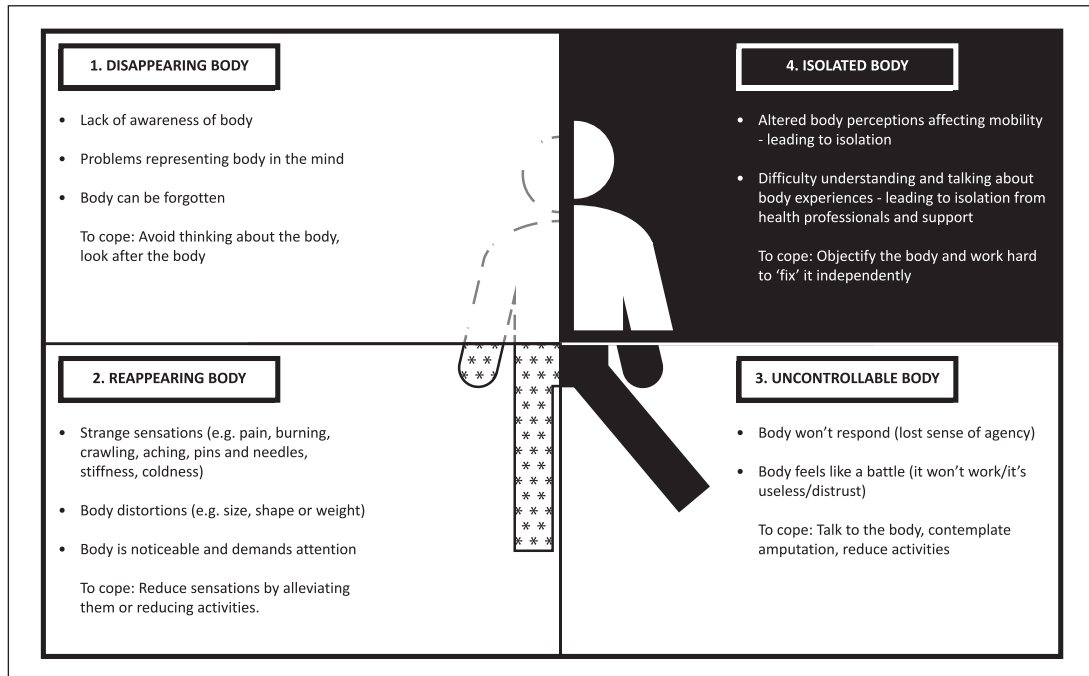 1. DISAPPEARING BODY
• Lack of awareness of body
• Problems representing body in the mind
• Body can be forgotten
To cope: Avoid thinking about the body,
look after the body
2. REAPPEARING BODY
• Strange sensations (e.g. pain, burning,
crawling, aching, pins and needles,
stiffness, coldness)
• Body distortions (e.g. size, shape or weight)
• Body is noticeable and demands attention
To cope: Reduce sensations by alleviating
them or reducing activities.
3. UNCONTROLLABLE BODY
• Body won’t respond (lost sense of agency)
• Body feels like a battle (it won’t work/it’s
useless/distrust)
To cope: Talk to the body, contemplate
amputation, reduce activities
4. ISOLATED BODY
• Altered body perceptions affecting mobility
- leading to isolation
• Difficulty understanding and talking about
body experiences - leading to isolation from
health professionals and support
To cope: Objectify the body and work hard
to ‘fix’ it independently